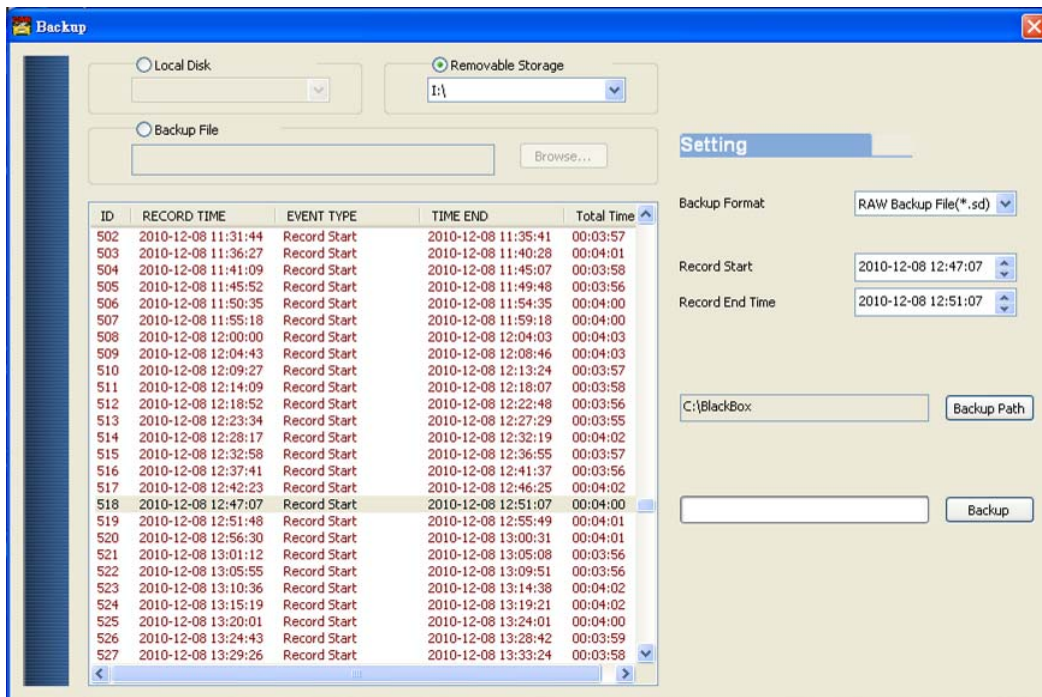 Backup
Local Disk
Removable Storage
I:\
Backup File
Browse...
Setting
ID RECORD TIME EVENT TYPE TIME END Total Time
502 2010-12-08 11:31:44 Record Start 2010-12-08 11:35:41 00:03:57
503 2010-12-08 11:36:27 Record Start 2010-12-08 11:40:28 00:04:01
504 2010-12-08 11:41:09 Record Start 2010-12-08 11:45:07 00:03:58
505 2010-12-08 11:45:52 Record Start 2010-12-08 11:49:48 00:03:56
506 2010-12-08 11:50:35 Record Start 2010-12-08 11:54:35 00:04:00
507 2010-12-08 11:55:18 Record Start 2010-12-08 11:59:18 00:04:00
508 2010-12-08 12:00:00 Record Start 2010-12-08 12:04:03 00:04:03
509 2010-12-08 12:04:43 Record Start 2010-12-08 12:08:46 00:04:03
510 2010-12-08 12:09:27 Record Start 2010-12-08 12:13:24 00:03:57
511 2010-12-08 12:14:09 Record Start 2010-12-08 12:18:07 00:03:58
512 2010-12-08 12:18:52 Record Start 2010-12-08 12:22:48 00:03:56
513 2010-12-08 12:23:34 Record Start 2010-12-08 12:27:29 00:03:55
514 2010-12-08 12:28:17 Record Start 2010-12-08 12:32:19 00:04:02
515 2010-12-08 12:32:58 Record Start 2010-12-08 12:36:55 00:03:57
516 2010-12-08 12:37:41 Record Start 2010-12-08 12:41:37 00:03:56
517 2010-12-08 12:42:23 Record Start 2010-12-08 12:46:25 00:04:02
518 2010-12-08 12:47:07 Record Start 2010-12-08 12:51:07 00:04:00
519 2010-12-08 12:51:48 Record Start 2010-12-08 12:55:49 00:04:01
520 2010-12-08 12:56:30 Record Start 2010-12-08 13:00:31 00:04:01
521 2010-12-08 13:01:12 Record Start 2010-12-08 13:05:08 00:03:56
522 2010-12-08 13:05:55 Record Start 2010-12-08 13:09:51 00:03:56
523 2010-12-08 13:10:36 Record Start 2010-12-08 13:14:38 00:04:02
524 2010-12-08 13:15:19 Record Start 2010-12-08 13:19:21 00:04:02
525 2010-12-08 13:20:01 Record Start 2010-12-08 13:24:01 00:04:00
526 2010-12-08 13:24:43 Record Start 2010-12-08 13:28:42 00:03:59
527 2010-12-08 13:29:26 Record Start 2010-12-08 13:33:24 00:03:58
Backup Format RAW Backup File(*.sd)
Record Start 2010-12-08 12:47:07
Record End Time 2010-12-08 12:51:07
C:\BlackBox Backup Path
Backup